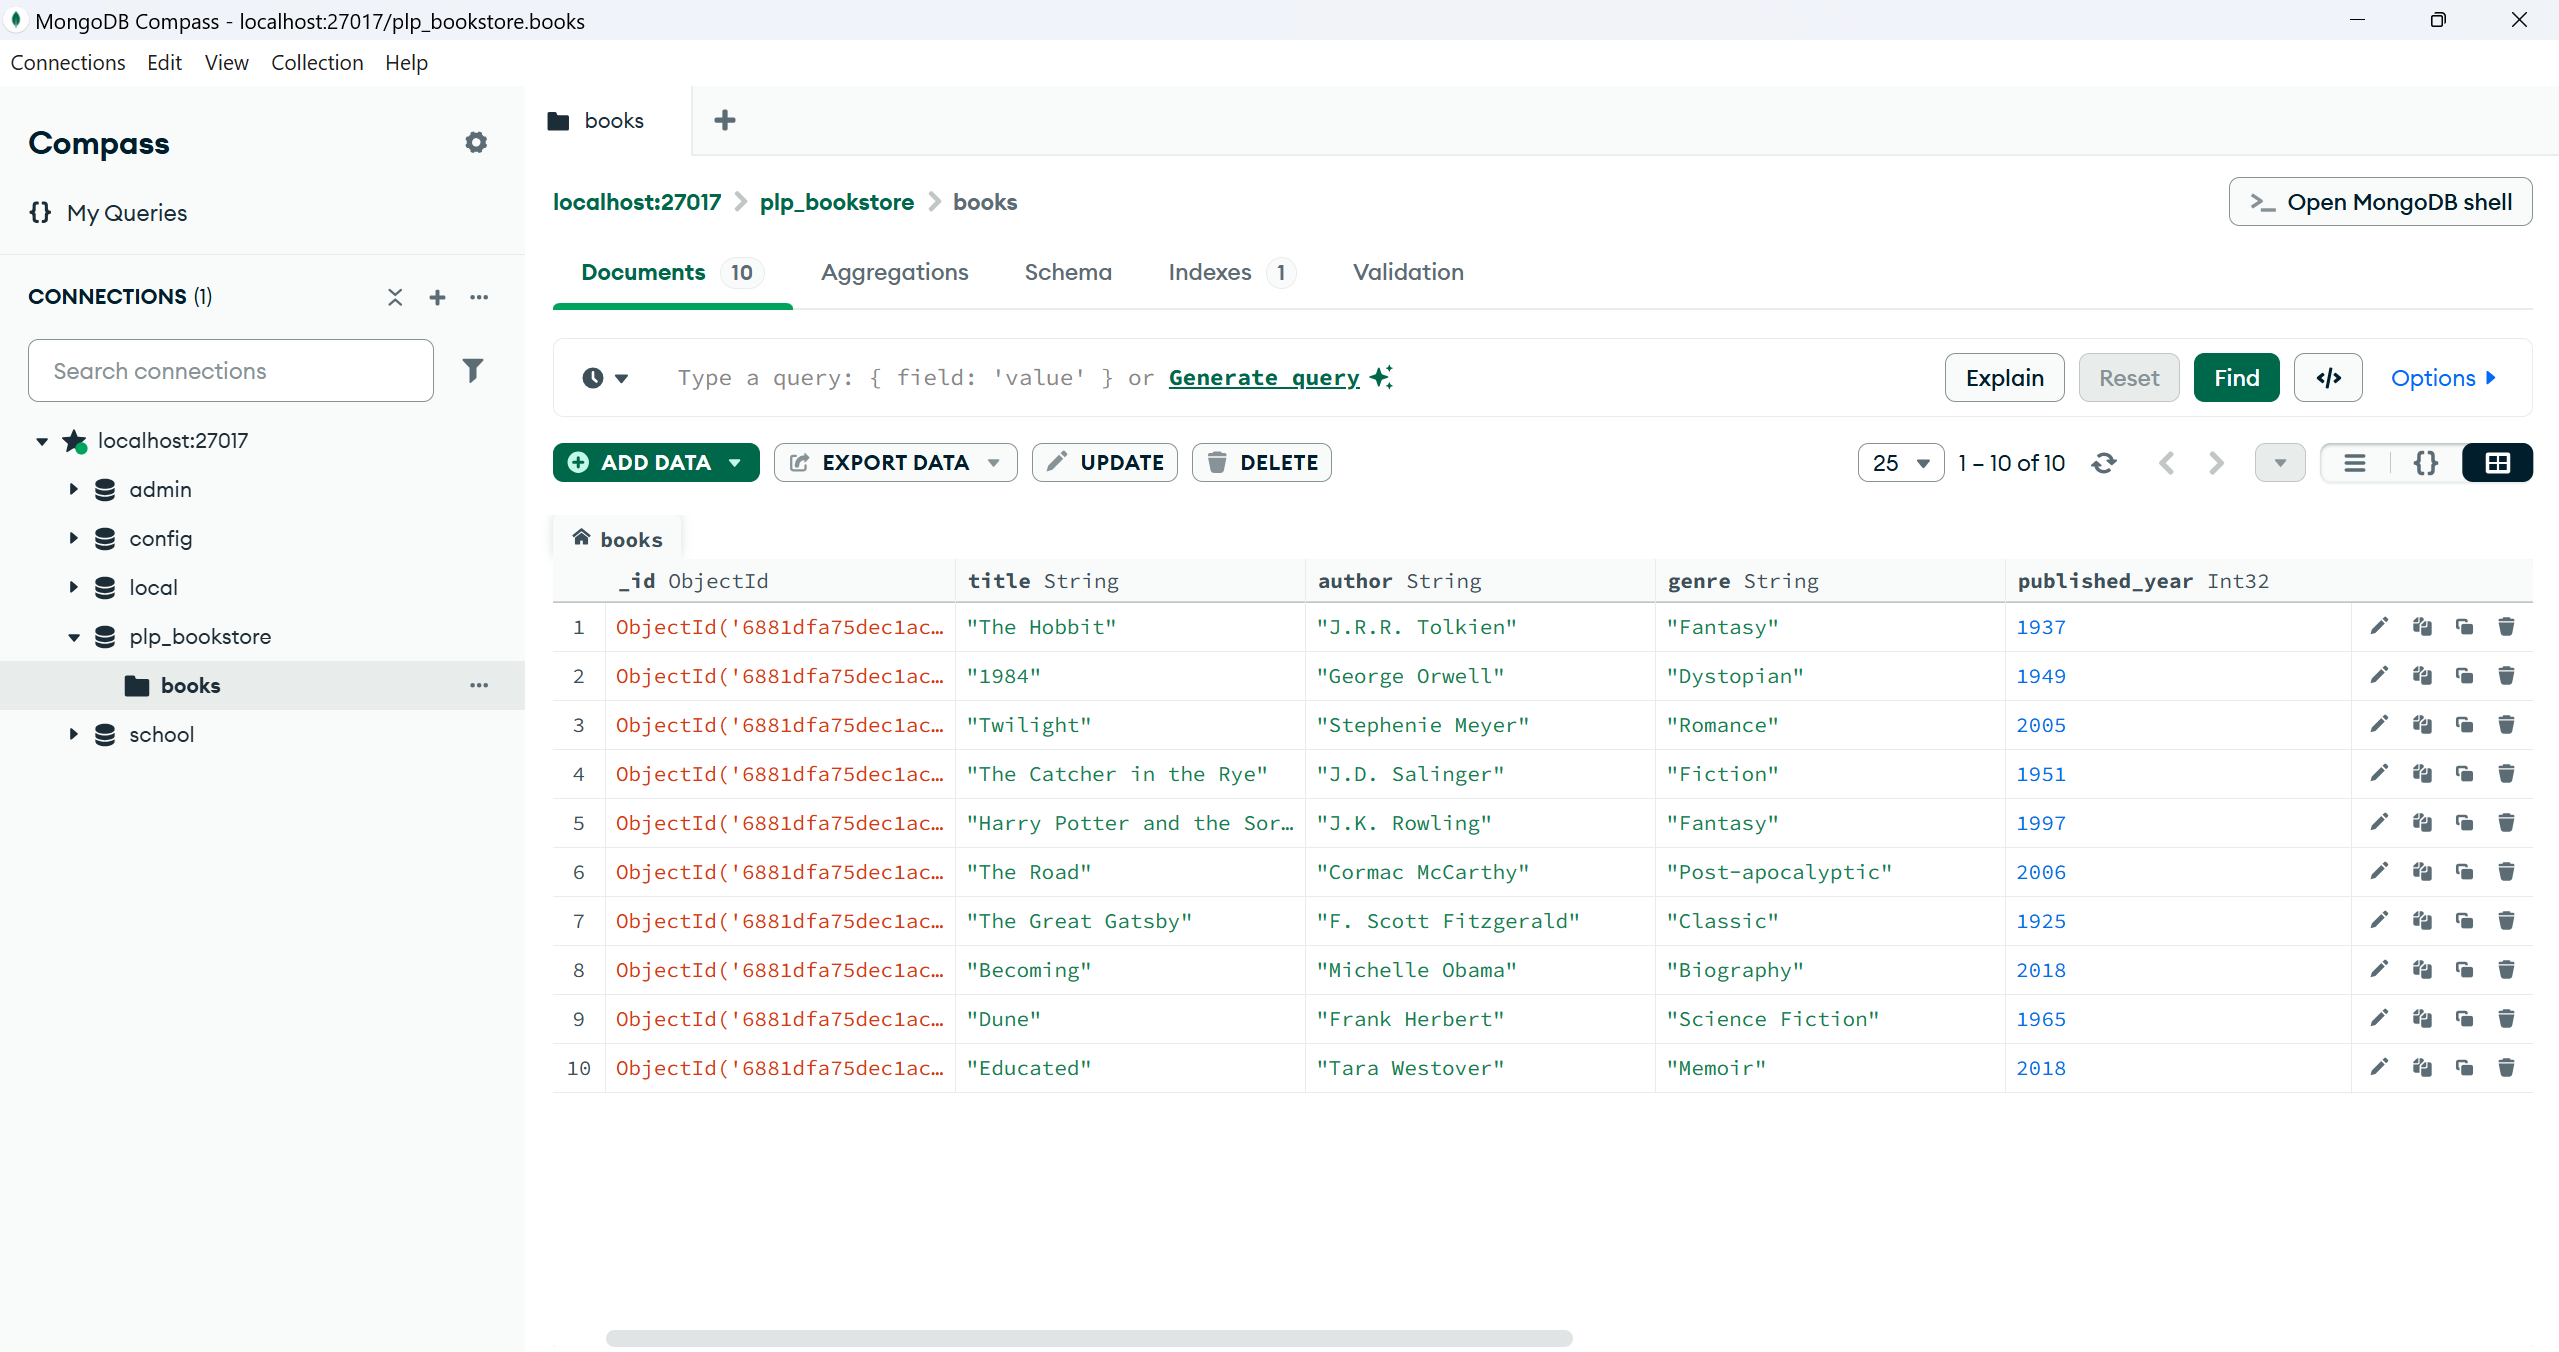 MongoDB Compass - localhost:27017/plp_bookstore.books
Connections Edit View Collection Help
Compass
{} My Queries
CONNECTIONS (1)
Search connections
localhost:27017
admin
config
local
plp_bookstore
books
school
books
localhost:27017 > plp_bookstore > books
>_ Open MongoDB shell
Documents 10 Aggregations Schema Indexes 1 Validation
Type a query: { field: 'value' } or Generate query
Explain Reset Find </> Options
ADD DATA EXPORT DATA UPDATE DELETE
25 1 – 10 of 10 {}
books
_id ObjectId title String author String genre String published_year Int32
1 ObjectId('6881dfa75dec1ac… "The Hobbit" "J.R.R. Tolkien" "Fantasy" 1937
2 ObjectId('6881dfa75dec1ac… "1984" "George Orwell" "Dystopian" 1949
3 ObjectId('6881dfa75dec1ac… "Twilight" "Stephenie Meyer" "Romance" 2005
4 ObjectId('6881dfa75dec1ac… "The Catcher in the Rye" "J.D. Salinger" "Fiction" 1951
5 ObjectId('6881dfa75dec1ac… "Harry Potter and the Sor… "J.K. Rowling" "Fantasy" 1997
6 ObjectId('6881dfa75dec1ac… "The Road" "Cormac McCarthy" "Post-apocalyptic" 2006
7 ObjectId('6881dfa75dec1ac… "The Great Gatsby" "F. Scott Fitzgerald" "Classic" 1925
8 ObjectId('6881dfa75dec1ac… "Becoming" "Michelle Obama" "Biography" 2018
9 ObjectId('6881dfa75dec1ac… "Dune" "Frank Herbert" "Science Fiction" 1965
10 ObjectId('6881dfa75dec1ac… "Educated" "Tara Westover" "Memoir" 2018